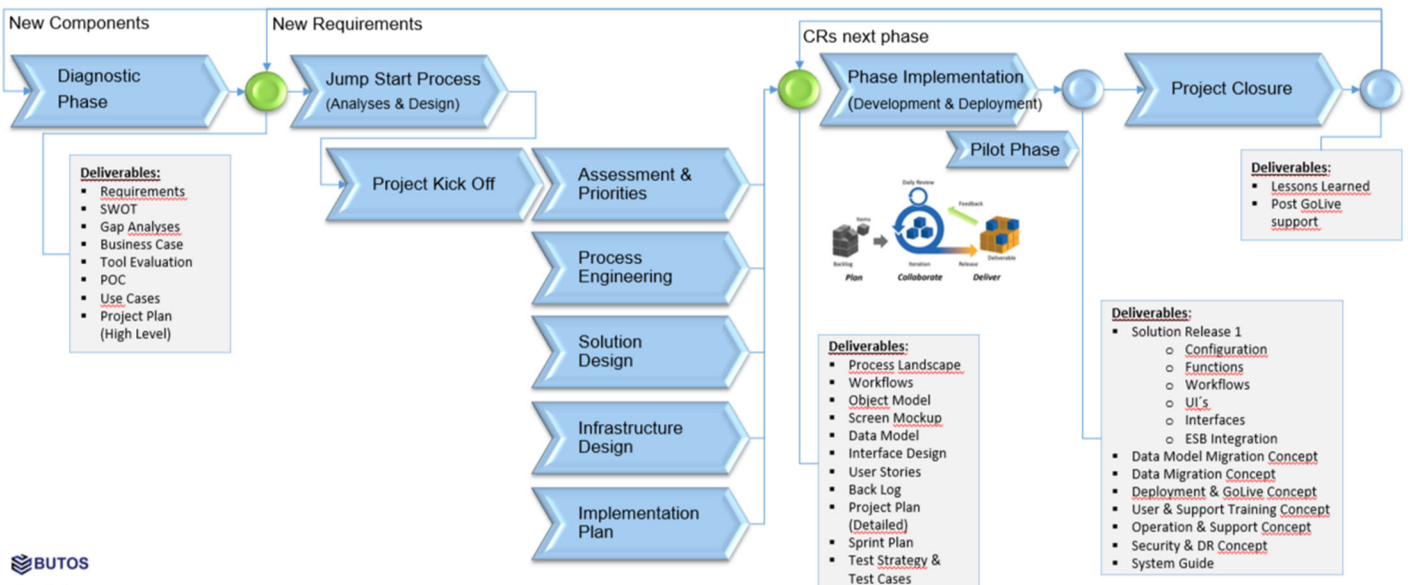 New Components
New Requirements
CRs next phase
Diagnostic
Phase
Jump Start Process
(Analyses & Design)
Phase Implementation
(Development & Deployment)
Project Closure
Pilot Phase
Project Kick Off
Assessment &
Priorities
Process
Engineering
Solution
Design
Infrastructure
Design
Implementation
Plan
Deliverables:
Requirements
SWOT
Gap Analyses
Business Case
Tool Evaluation
POC
Use Cases
Project Plan
(High Level)
Daily Review
Feedback
Items
Backlog
Iteration
Release
Deliverable
Plan
Collaborate
Deliver
Deliverables:
Process Landscape
Workflows
Object Model
Screen Mockup
Data Model
Interface Design
User Stories
Back Log
Project Plan
(Detailed)
Sprint Plan
Test Strategy &
Test Cases
Deliverables:
Solution Release 1
Configuration
Functions
Workflows
UI´s
Interfaces
ESB Integration
Data Model Migration Concept
Data Migration Concept
Deployment & GoLive Concept
User & Support Training Concept
Operation & Support Concept
Security & DR Concept
System Guide
Deliverables:
Lessons Learned
Post GoLive
support
BUTOS